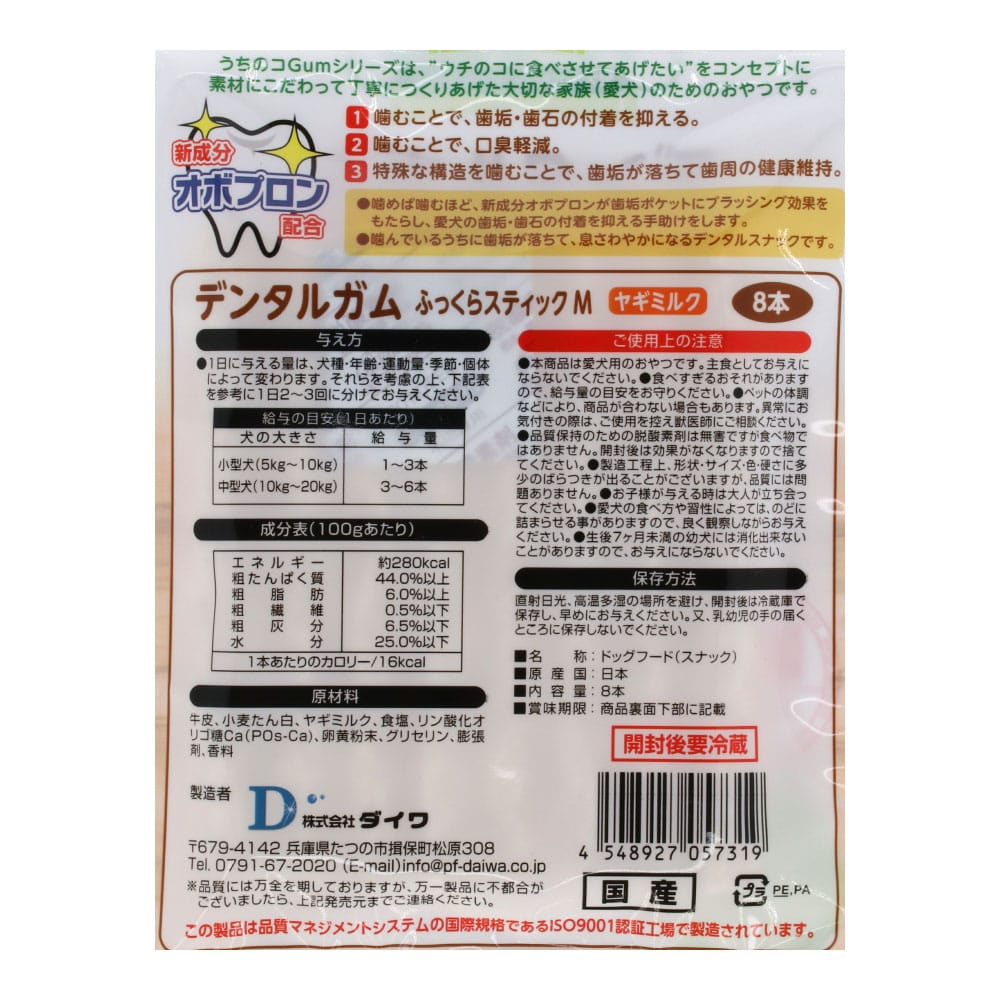 うちのコGumシリーズは、"ウチのコに食べさせてあげたい"をコンセプトに
素材にこだわって丁寧につくりあげた大切な家族(愛犬)のためのおやつです。
新成分
オボプロン
配合
1 噛むことで、歯垢・歯石の付着を抑える。
2 噛むことで、口臭軽減。
3 特殊な構造を噛むことで、歯垢が落ちて歯周の健康維持。
●噛めば噛むほど、新成分オボプロンが歯垢ポケットにブラッシング効果を
もたらし、愛犬の歯垢・歯石の付着を抑える手助けをします。
●噛んでいるうちに歯垢が落ちて、息さわやかになるデンタルスナックです。
デンタルガム ふっくらスティックM ヤギミルク 8本
与え方
●1日に与える量は、犬種・年齢・運動量・季節・個体
によって変わります。それらを考慮の上、下記表
を参考に1日2〜3回に分けてお与えください。
給与の目安(1日あたり)
犬の大きさ 給与量
小型犬(5kg〜10kg) 1〜3本
中型犬(10kg〜20kg) 3〜6本
成分表(100gあたり)
エネルギー 約280kcal
粗たんぱく質 44.0%以上
粗脂肪 6.0%以上
粗繊維 0.5%以下
粗灰分 6.5%以下
水分 25.0%以下
1本あたりのカロリー/16kcal
原材料
牛皮、小麦たん白、ヤギミルク、食塩、リン酸化オ
リゴ糖Ca(POs-Ca)、卵黄粉末、グリセリン、膨張
剤、香料
ご使用上の注意
●本商品は愛犬用のおやつです。主食としてお与えに
ならないでください。●食べすぎるおそれがあります
ので、給与量の目安をお守りください。●ペットの体調
などにより、商品が合わない場合もあります。異常にお
気付きの際は、ご使用を控え獣医師にご相談ください。
●品質保持のための脱酸素剤は無害ですが食べ物で
はありません。開封後は効果がなくなりますので捨て
てください。●製造工程上、形状・サイズ・色・硬さに多
少のばらつきが出ることがございますが、品質には問
題ありません。●お子様が与える時は大人が立ち会っ
てください。●愛犬の食べ方や習性によっては、のどに
詰まらせる事がありますので、良く観察しながらお与え
ください。●生後7ヶ月未満の幼犬には消化出来ない
ことがありますので、お与えにならないでください。
保存方法
直射日光、高温多湿の場所を避け、開封後は冷蔵庫で
保存し、早めにお与えください。又、乳幼児の手の届く
ところに保存しないでください。
■名称:ドッグフード(スナック)
■原産国:日本
■内容量:8本
■賞味期限:商品裏面下部に記載
開封後要冷蔵
製造者
D 株式会社 ダイワ
〒679-4142 兵庫県たつの市揖保町松原308
Tel. 0791-67-2020 (E-mail)info@pf-daiwa.co.jp
※品質には万全を期しておりますが、万一製品に不都合が
ございましたら、上記発売元までご連絡ください。
4 548927 057319
国産
プラ PE,PA
この製品は品質マネジメントシステムの国際規格であるISO9001認証工場で製造されています。